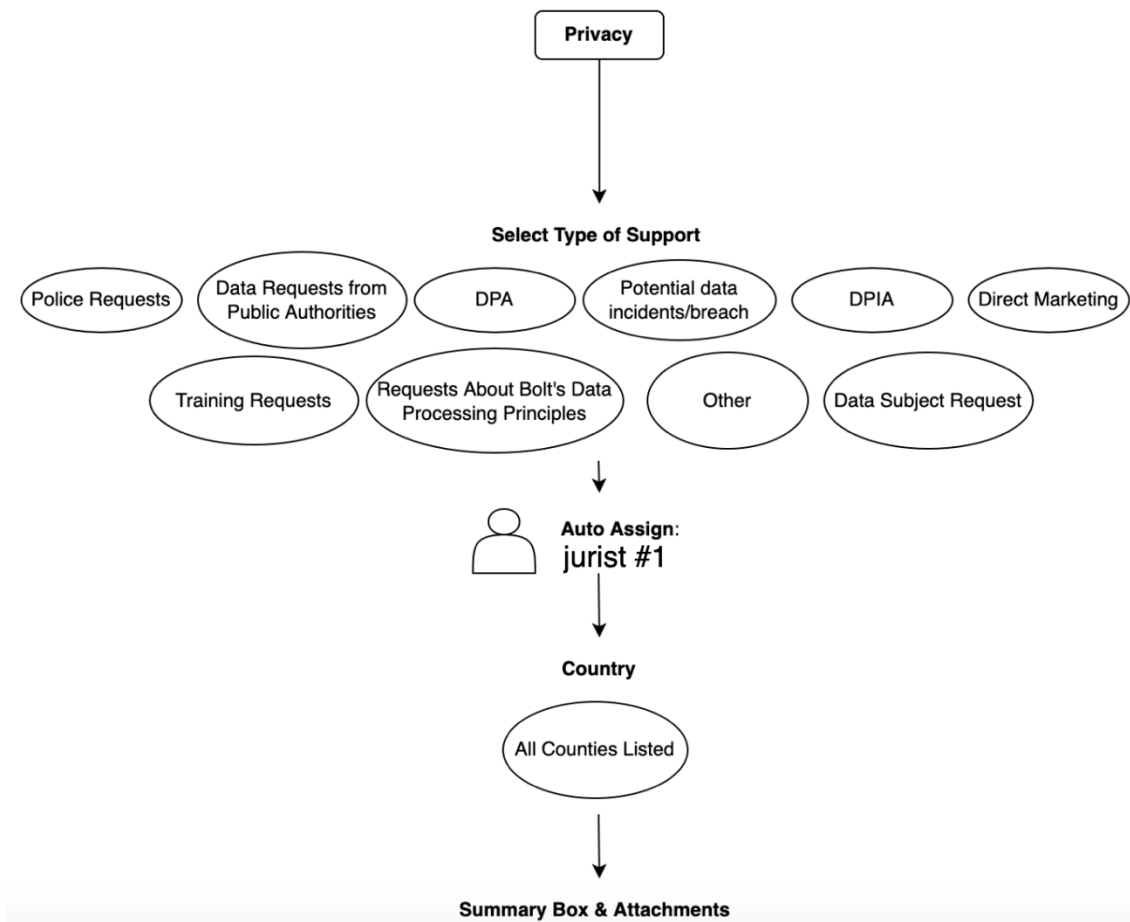 Privacy
Select Type of Support
Police Requests
Data Requests from
Public Authorities
DPA
Potential data
incidents/breach
DPIA
Direct Marketing
Training Requests
Requests About Bolt's Data
Processing Principles
Other
Data Subject Request
Auto Assign:
jurist #1
Country
All Counties Listed
Summary Box & Attachments